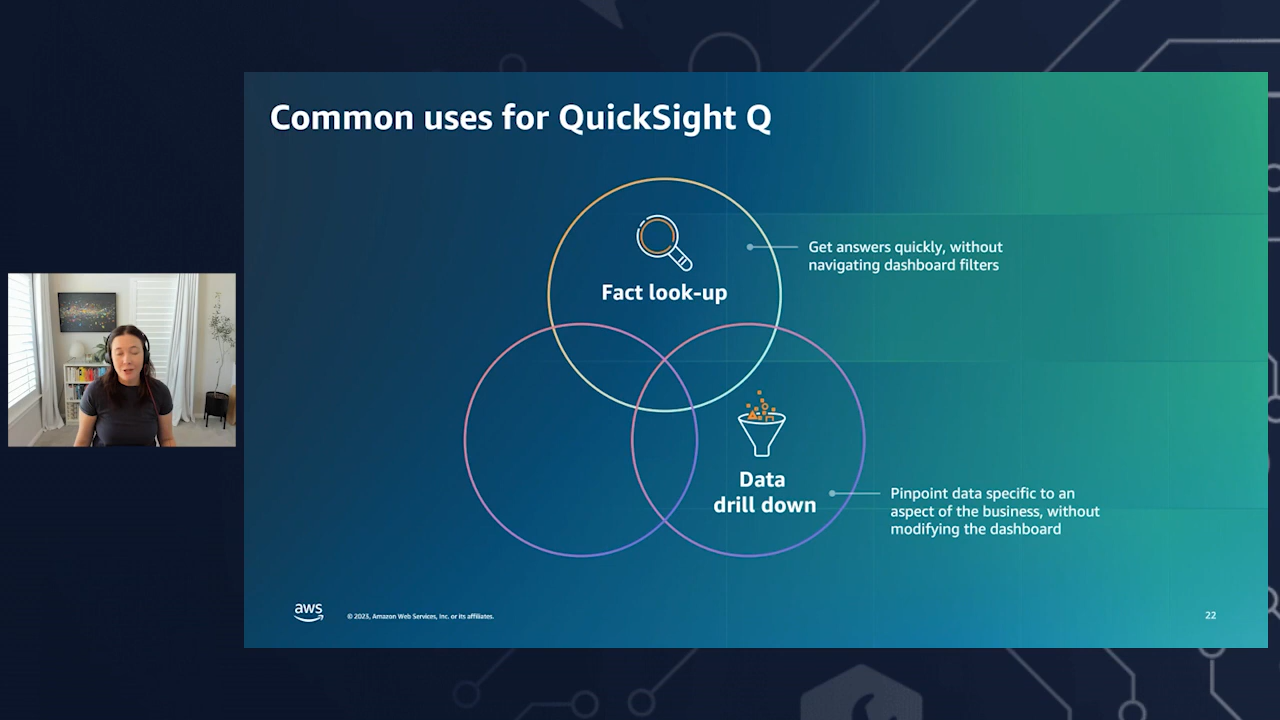 Common uses for QuickSight Q
Get answers quickly, without
navigating dashboard filters
Fact look-up
Data
drill down
Pinpoint data specific to an
aspect of the business, without
modifying the dashboard
aws
© 2023, Amazon Web Services, Inc. or its affiliates.
22